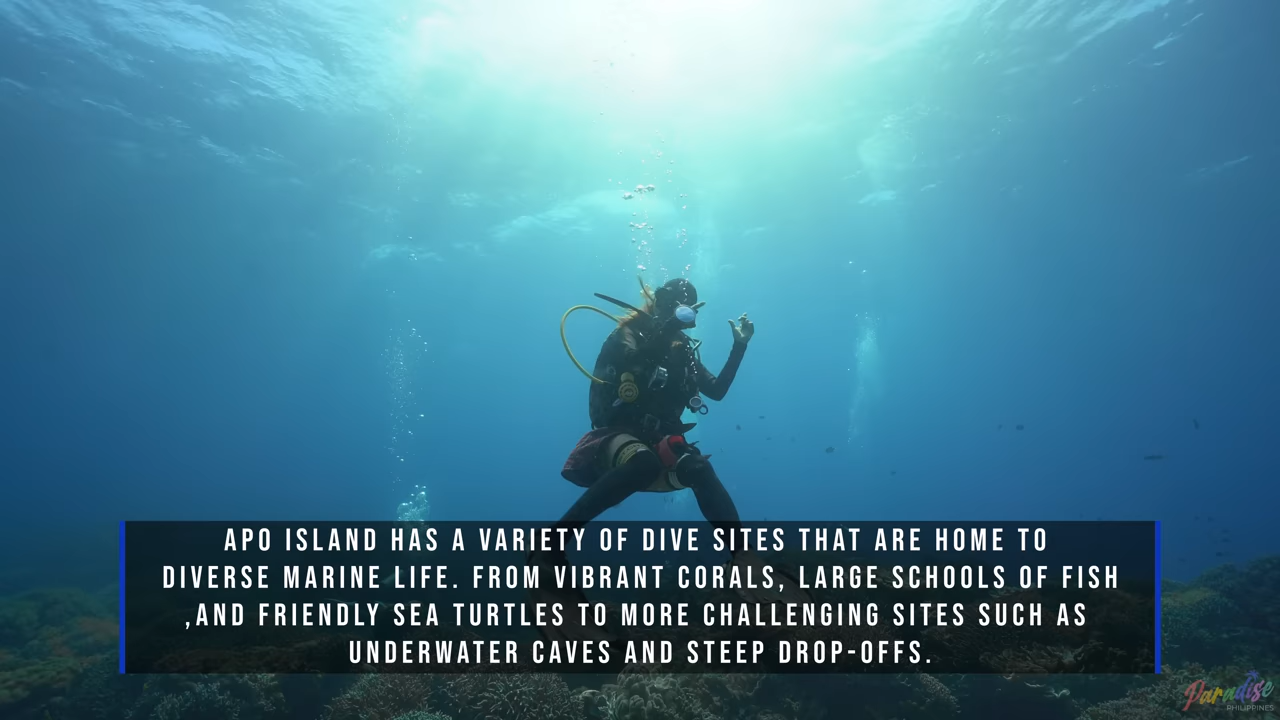 APO ISLAND HAS A VARIETY OF DIVE SITES THAT ARE HOME TO
DIVERSE MARINE LIFE. FROM VIBRANT CORALS, LARGE SCHOOLS OF FISH
,AND FRIENDLY SEA TURTLES TO MORE CHALLENGING SITES SUCH AS
UNDERWATER CAVES AND STEEP DROP-OFFS.
Paradise
PHILIPPINES